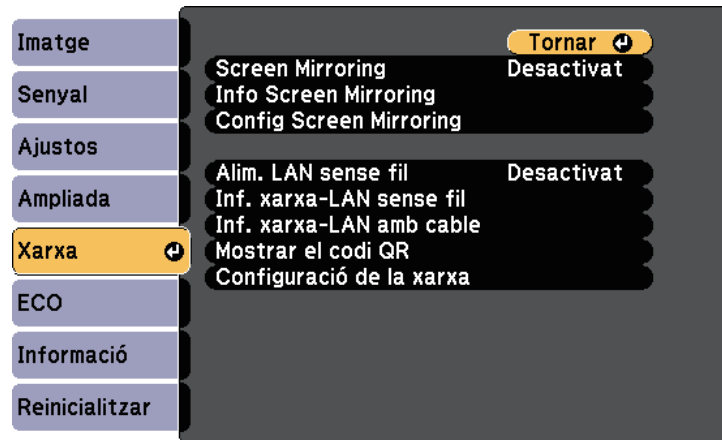 Imatge
Senyal
Ajustos
Ampliada
Xarxa
ECO
Informació
Reinicialitzar
Tornar
Screen Mirroring Desactivat
Info Screen Mirroring
Config Screen Mirroring
Alim. LAN sense fil Desactivat
Inf. xarxa-LAN sense fil
Inf. xarxa-LAN amb cable
Mostrar el codi QR
Configuració de la xarxa